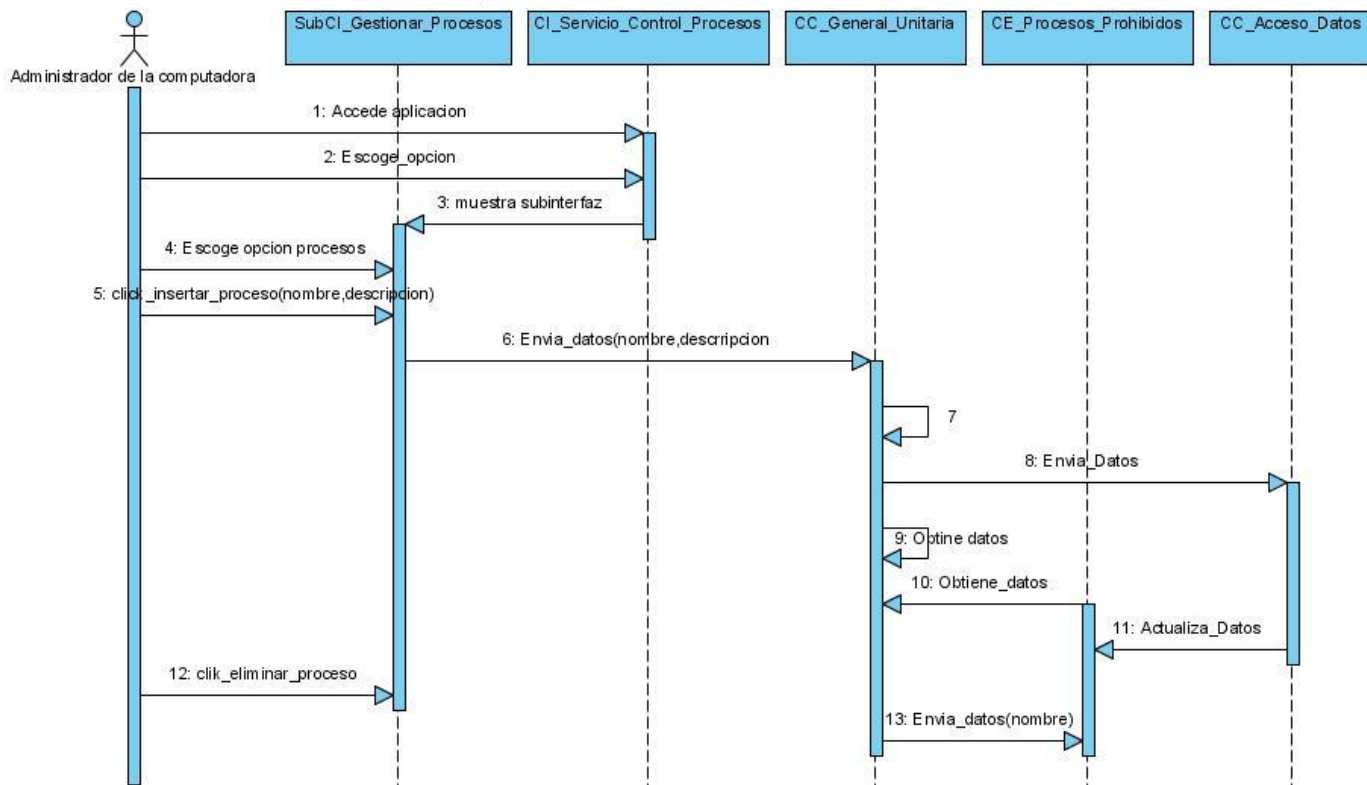 SubCI_Gestionar_Procesos
CI_Servicio_Control_Procesos
CC_General_Unitaria
CE_Procesos_Prohibidos
CC_Acceso_Datos
Administrador de la computadora
1: Accede aplicacion
2: Escoge_opcion
3: muestra subinterfaz
4: Escoge opcion procesos
5: click_insertar_proceso(nombre,descripcion)
6: Envia_datos(nombre,descrripcion
7
8: Envia_Datos
9: Obtine datos
10: Obtiene_datos
11: Actualiza_Datos
12: clik_eliminar_proceso
13: Envia_datos(nombre)